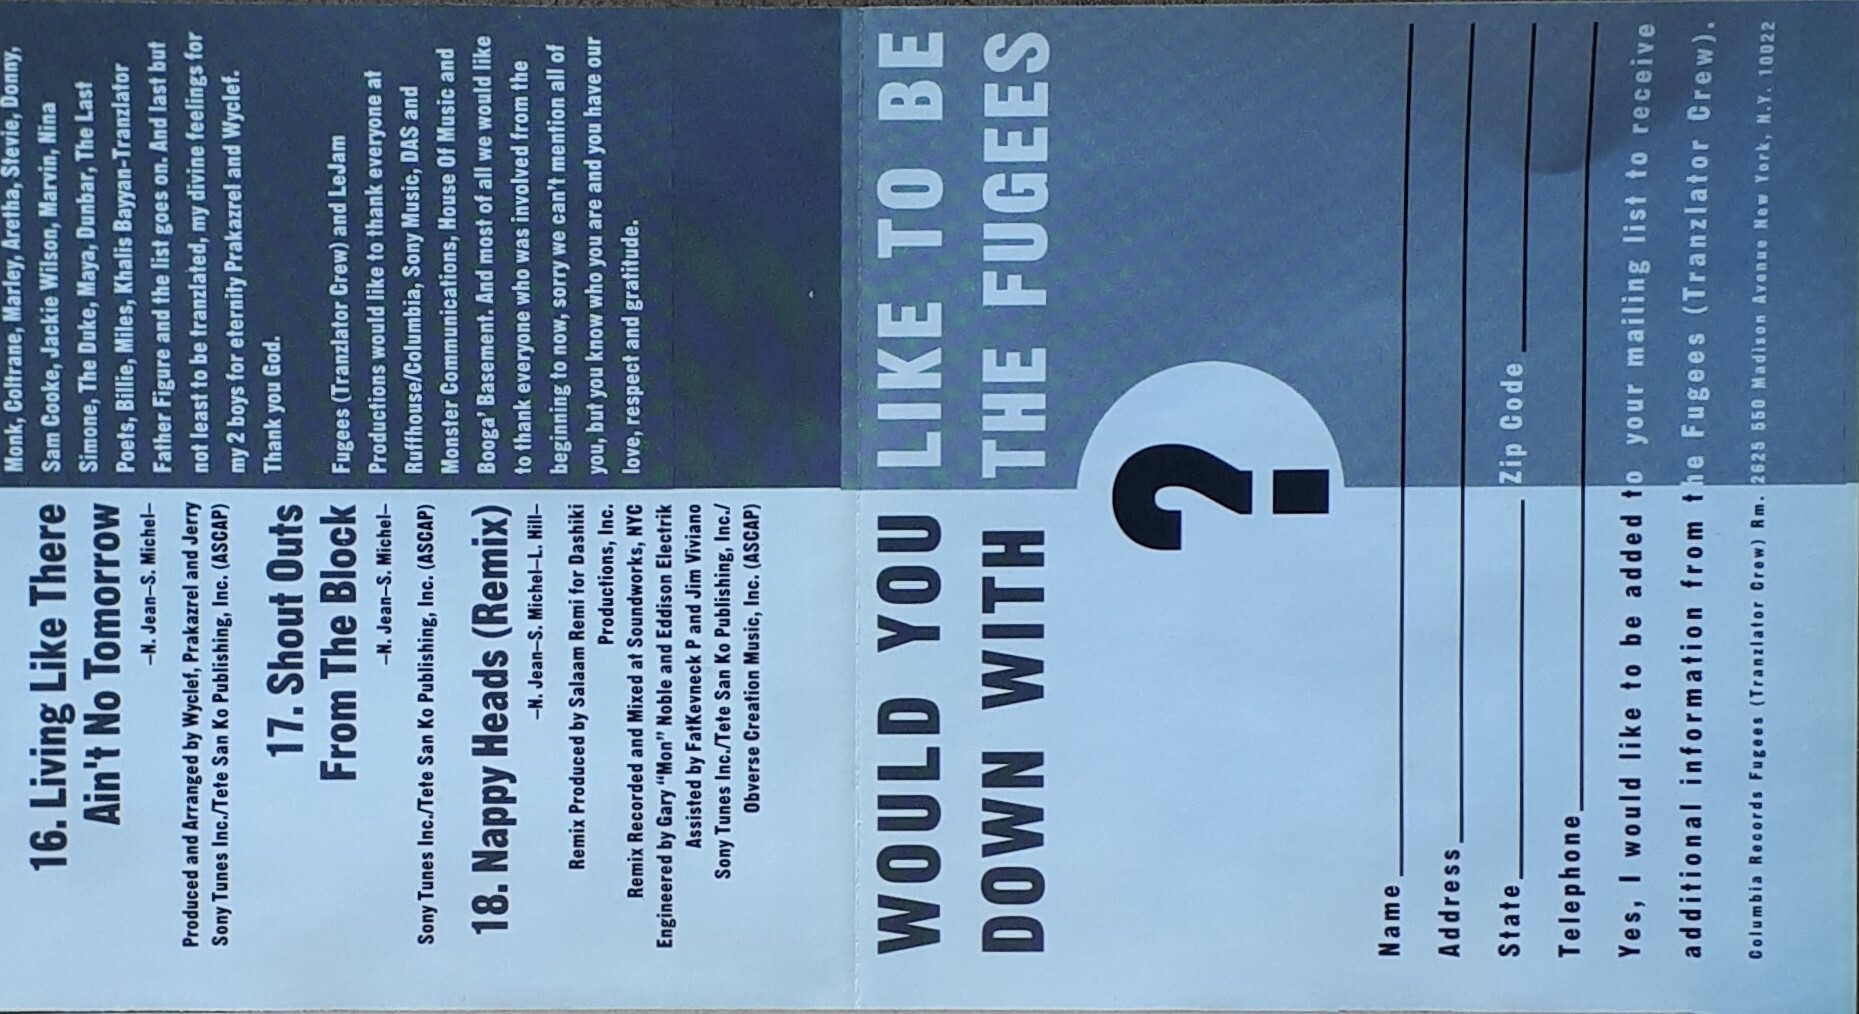 16. Living Like There
Ain't No Tomorrow
–N. Jean–S. Michel–
Produced and Arranged by Wyclef, Prakazrel and Jerry
Sony Tunes Inc./Tete San Ko Publishing, Inc. (ASCAP)
17. Shout Outs
From The Block
–N. Jean–S. Michel–
Sony Tunes Inc./Tete San Ko Publishing, Inc. (ASCAP)
18. Nappy Heads (Remix)
–N. Jean–S. Michel–L. Hill–
Remix Produced by Salaam Remi for Dashiki
Productions, Inc.
Remix Recorded and Mixed at Soundworks, NYC
Engineered by Gary “Mon” Noble and Eddison Electrik
Assisted by FatKevneck P and Jim Viviano
Sony Tunes Inc./Tete San Ko Publishing, Inc./
Obverse Creation Music, Inc. (ASCAP)
Monk, Coltrane, Marley, Aretha, Stevie, Donny,
Sam Cooke, Jackie Wilson, Marvin, Nina
Simone, The Duke, Maya, Dunbar, The Last
Poets, Billie, Miles, Khalis Bayyan-Tranzlator
Father Figure and the list goes on. And last but
not least to be tranzlated, my divine feelings for
my 2 boys for eternity Prakazrel and Wyclef.
Thank you God.
Fugees (Tranzlator Crew) and LeJam
Productions would like to thank everyone at
Ruffhouse/Columbia, Sony Music, DAS and
Monster Communications, House Of Music and
Booga' Basement. And most of all we would like
to thank everyone who was involved from the
beginning to now, sorry we can't mention all of
you, but you know who you are and you have our
love, respect and gratitude.
WOULD YOU LIKE TO BE
DOWN WITH THE FUGEES
?
Name
Address
State Zip Code
Telephone
Yes, I would like to be added to your mailing list to receive
additional information from the Fugees (Tranzlator Crew).
Columbia Records Fugees (Tranzlator Crew) Rm. 2625 550 Madison Avenue New York, N.Y. 10022